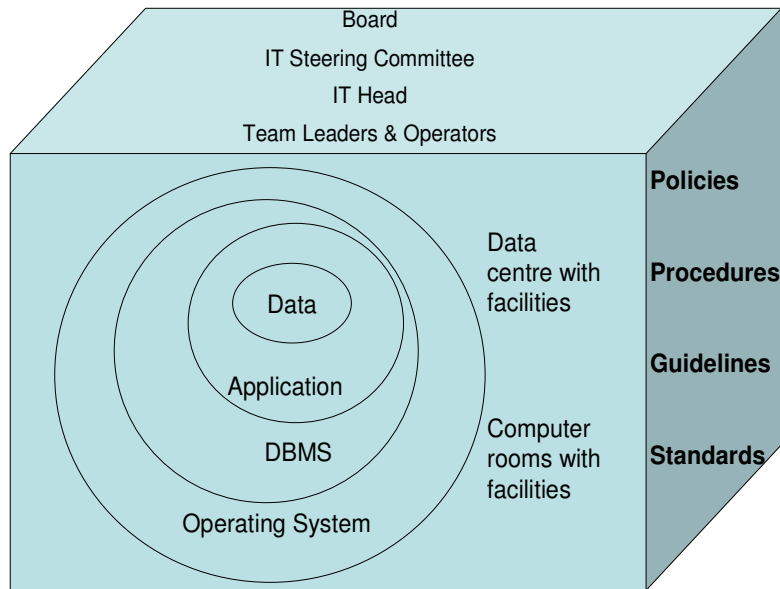 Board
IT Steering Committee
IT Head
Team Leaders & Operators
Policies
Data
centre with
facilities
Procedures
Data
Application
Guidelines
Computer
rooms with
facilities
DBMS
Standards
Operating System